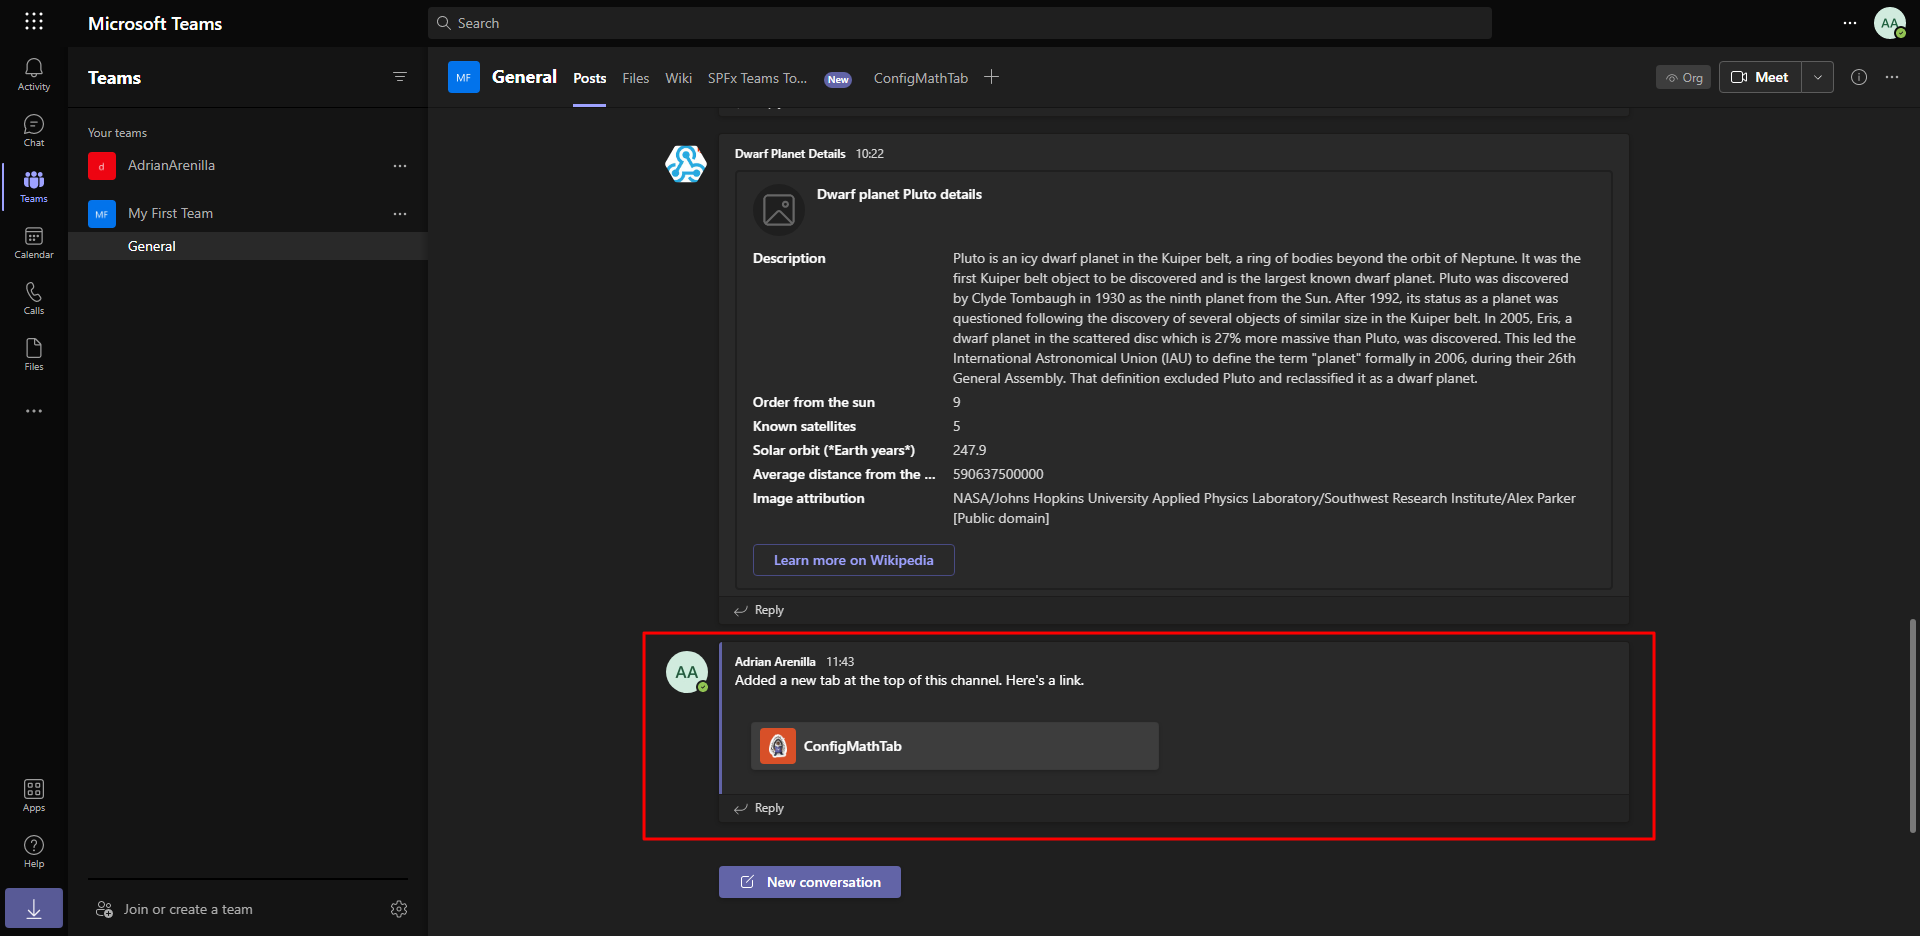 Microsoft Teams
Search
AA
Activity
Chat
Teams
Calendar
Calls
Files
Apps
Help
Teams
Your teams
d AdrianArenilla
MF My First Team
General
Join or create a team
MF General Posts Files Wiki SPFx Teams To... New ConfigMathTab
Org Meet
Dwarf Planet Details 10:22
Dwarf planet Pluto details
Description
Pluto is an icy dwarf planet in the Kuiper belt, a ring of bodies beyond the orbit of Neptune. It was the
first Kuiper belt object to be discovered and is the largest known dwarf planet. Pluto was discovered
by Clyde Tombaugh in 1930 as the ninth planet from the Sun. After 1992, its status as a planet was
questioned following the discovery of several objects of similar size in the Kuiper belt. In 2005, Eris, a
dwarf planet in the scattered disc which is 27% more massive than Pluto, was discovered. This led the
International Astronomical Union (IAU) to define the term "planet" formally in 2006, during their 26th
General Assembly. That definition excluded Pluto and reclassified it as a dwarf planet.
Order from the sun 9
Known satellites 5
Solar orbit (*Earth years*) 247.9
Average distance from the ... 590637500000
Image attribution NASA/Johns Hopkins University Applied Physics Laboratory/Southwest Research Institute/Alex Parker
[Public domain]
Learn more on Wikipedia
Reply
AA
Adrian Arenilla 11:43
Added a new tab at the top of this channel. Here's a link.
ConfigMathTab
Reply
New conversation